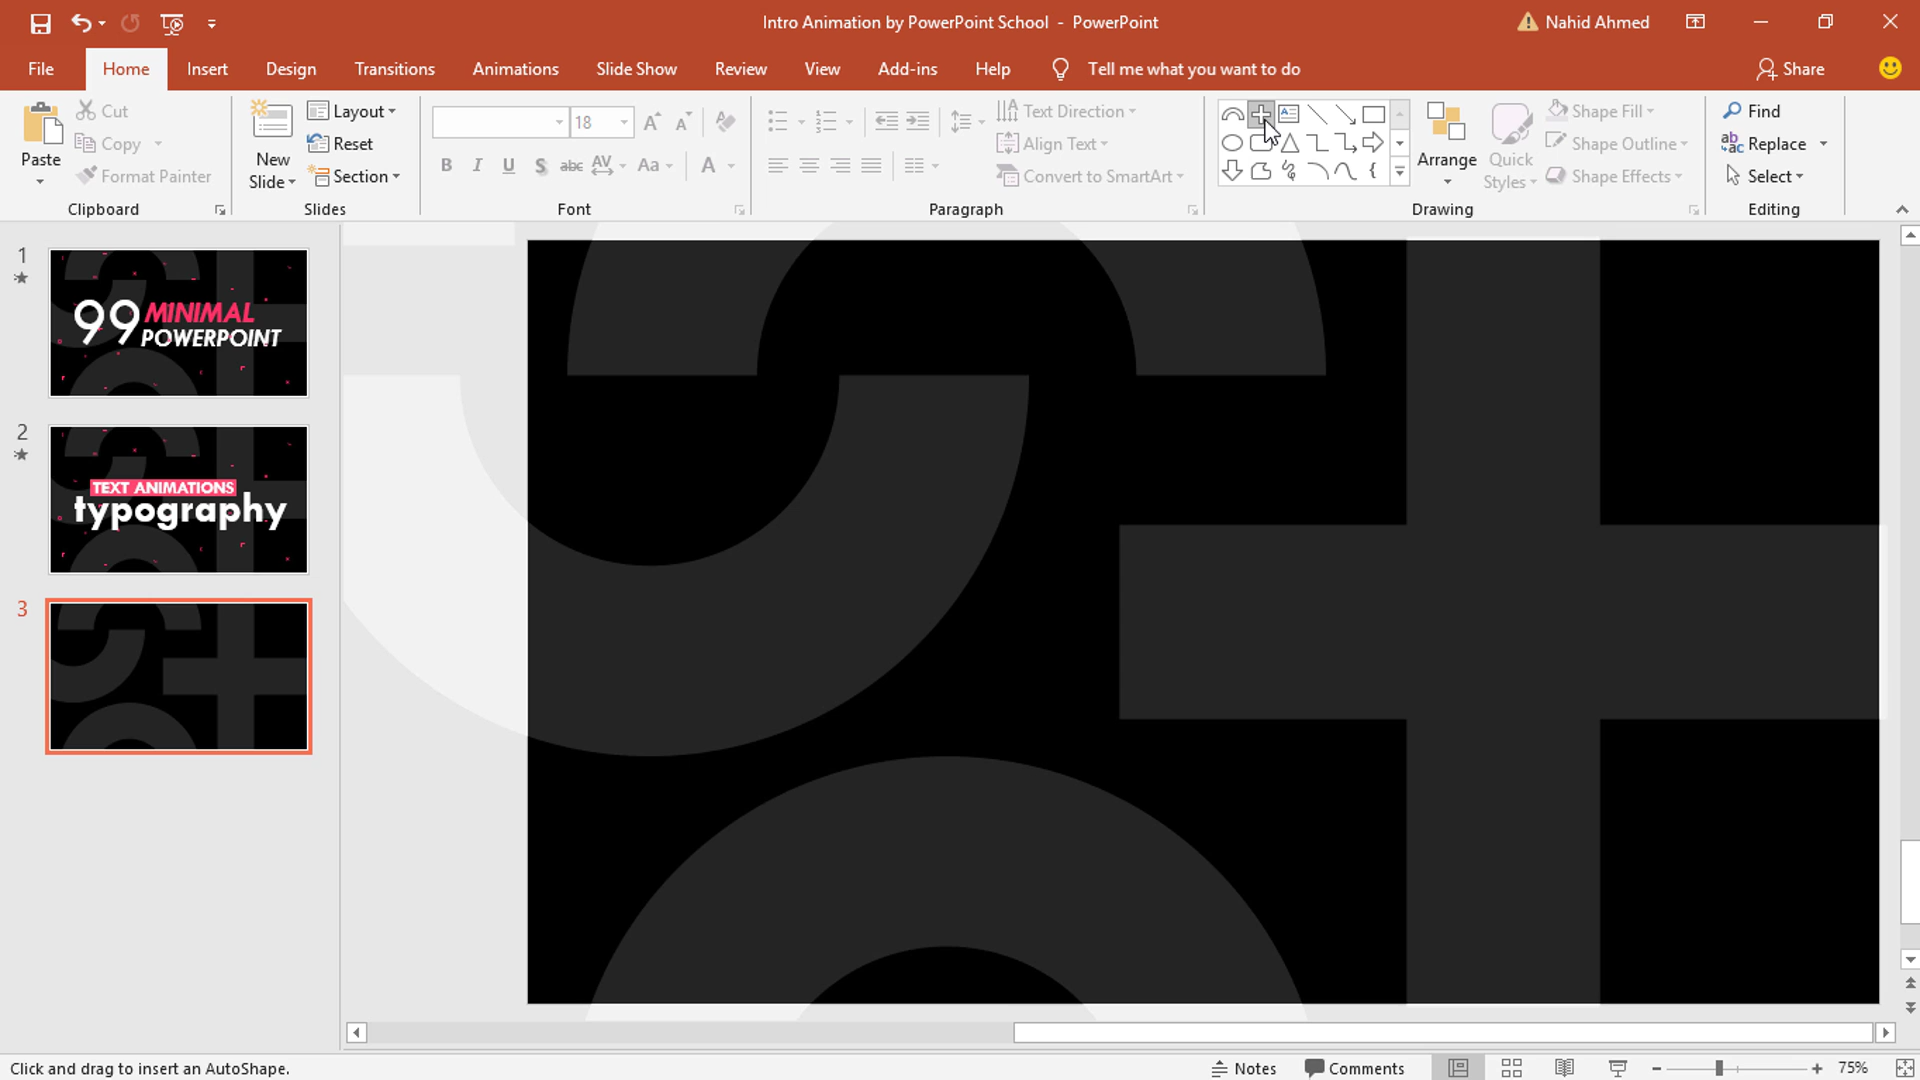 Intro Animation by PowerPoint School - PowerPoint
Nahid Ahmed
File
Home
Insert
Design
Transitions
Animations
Slide Show
Review
View
Add-ins
Help
Tell me what you want to do
Share
Paste
Cut
Copy
Format Painter
Clipboard
New
Slide
Layout
Reset
Section
Slides
18
B I U S abc AV Aa A
Font
Text Direction
Align Text
Convert to SmartArt
Paragraph
Arrange
Quick
Styles
Shape Fill
Shape Outline
Shape Effects
Drawing
Find
Replace
Select
Editing
1
99 MINIMAL
POWERPOINT
2
TEXT ANIMATIONS
typography
3
Click and drag to insert an AutoShape.
Notes
Comments
75%